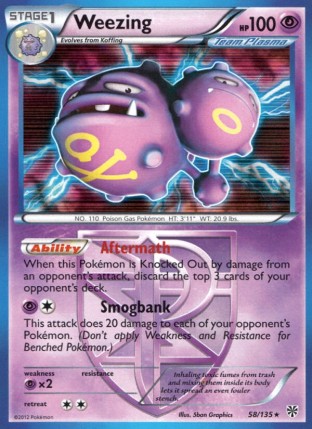 STAGE1
Weezing
HP100
Evolves from Koffing
Team Plasma
NO. 110 Poison Gas Pokémon HT: 3'11" WT: 20.9 lbs.
Ability Aftermath
When this Pokémon is Knocked Out by damage from
an opponent's attack, discard the top 3 cards of your
opponent's deck.
Smogbank
This attack does 20 damage to each of your opponent's
Pokémon. (Don't apply Weakness and Resistance for
Benched Pokémon.)
weakness resistance
×2
retreat
Inhaling toxic fumes from trash
and mixing them inside its body
lets it spread an even fouler
stench.
©2012 Pokémon
Illus. 5ban Graphics
58/135